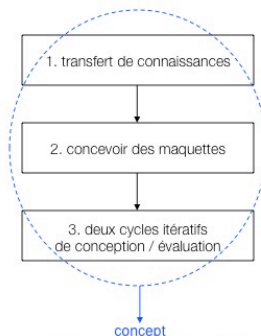 1. transfert de connaissances
2. concevoir des maquettes
3. deux cycles itératifs
de conception / évaluation
concept